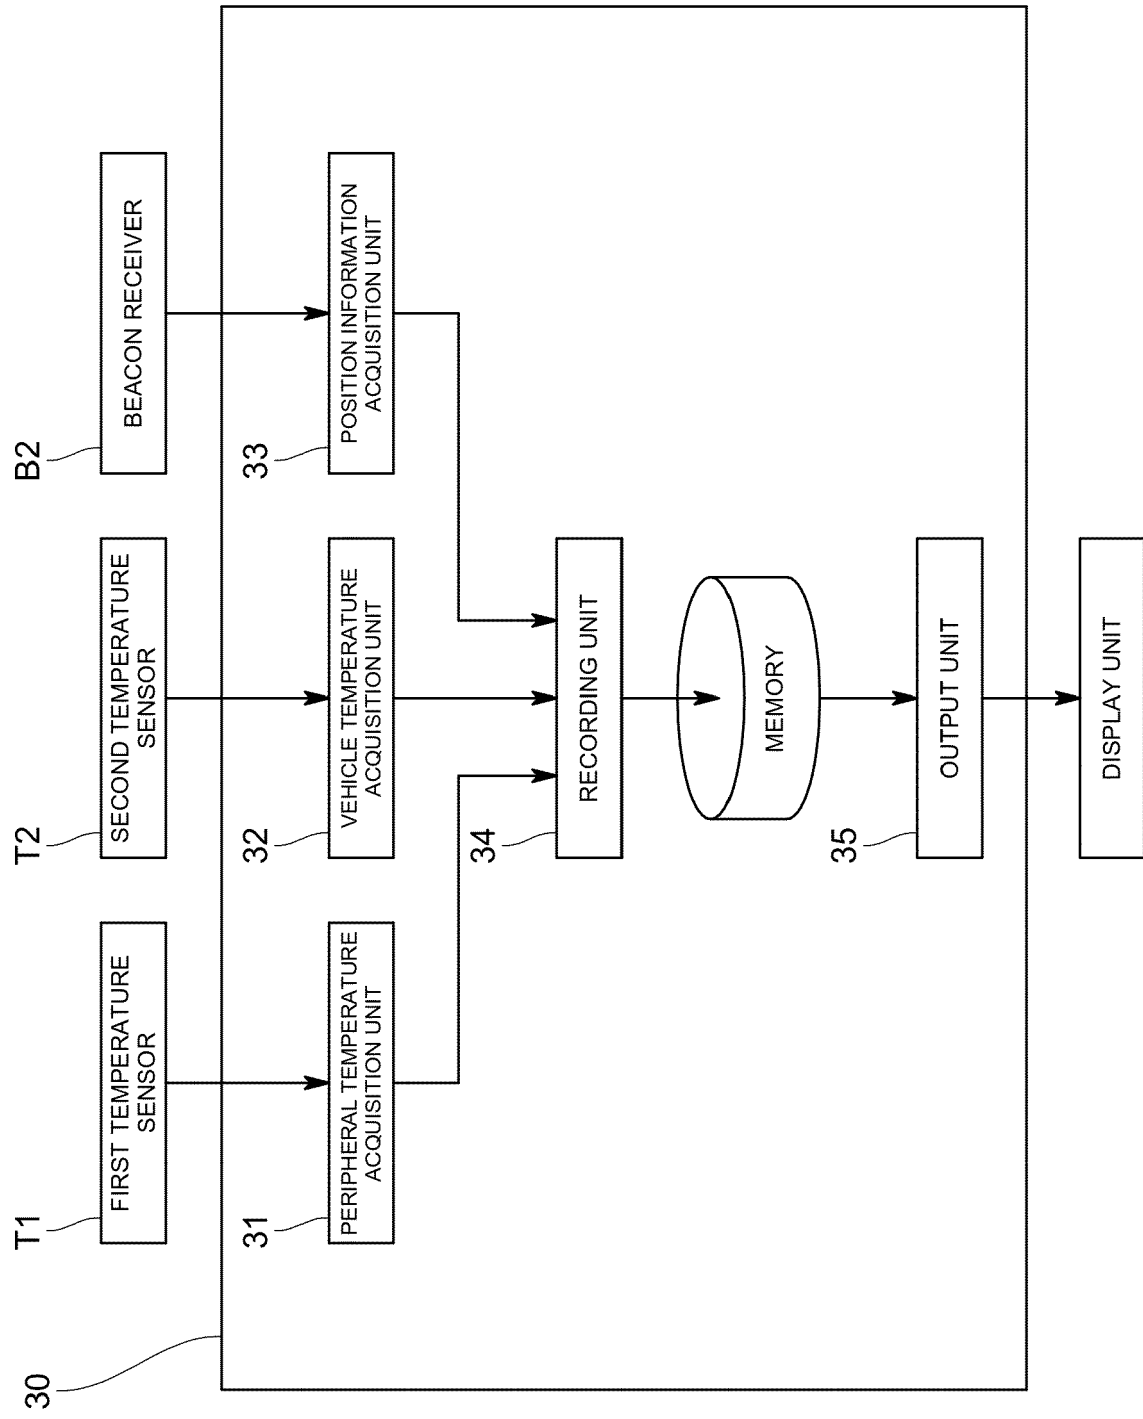 30
T1
FIRST TEMPERATURE
SENSOR
T2
SECOND TEMPERATURE
SENSOR
B2
BEACON RECEIVER
31
PERIPHERAL TEMPERATURE
ACQUISITION UNIT
32
VEHICLE TEMPERATURE
ACQUISITION UNIT
33
POSITION INFORMATION
ACQUISITION UNIT
34
RECORDING UNIT
MEMORY
35
OUTPUT UNIT
DISPLAY UNIT